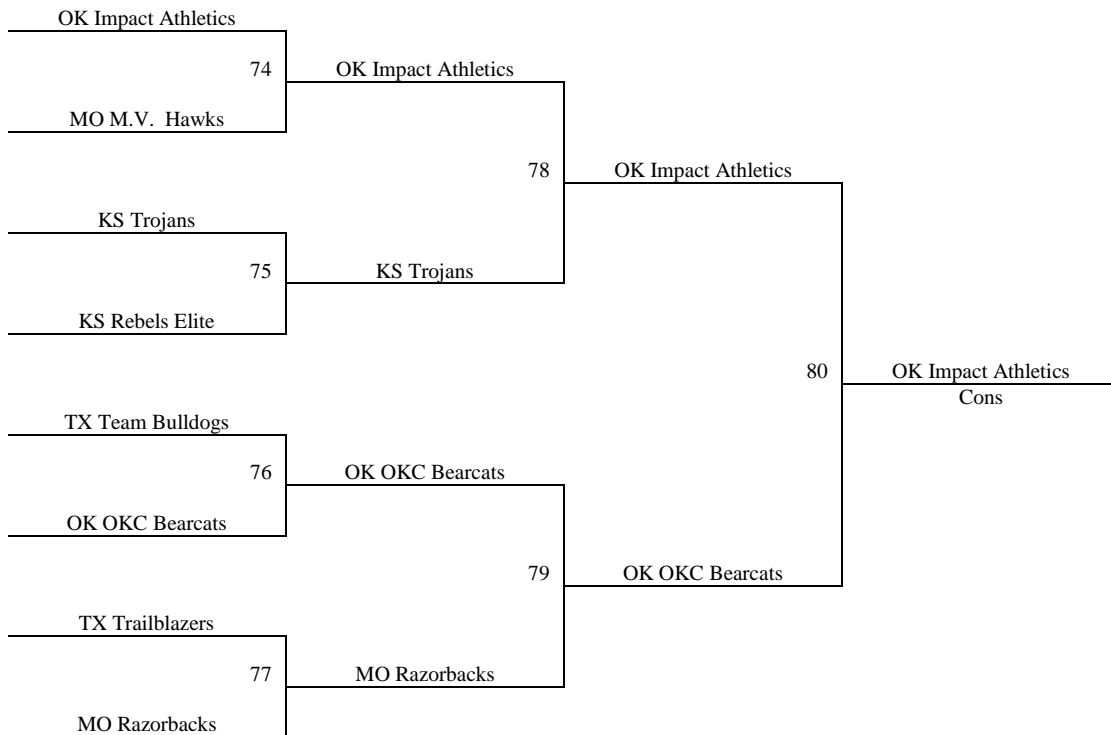 OK Impact Athletics
74
OK Impact Athletics
MO M.V. Hawks
78
OK Impact Athletics
KS Trojans
75
KS Trojans
KS Rebels Elite
80
OK Impact Athletics
Cons
TX Team Bulldogs
76
OK OKC Bearcats
OK OKC Bearcats
79
OK OKC Bearcats
TX Trailblazers
77
MO Razorbacks
MO Razorbacks